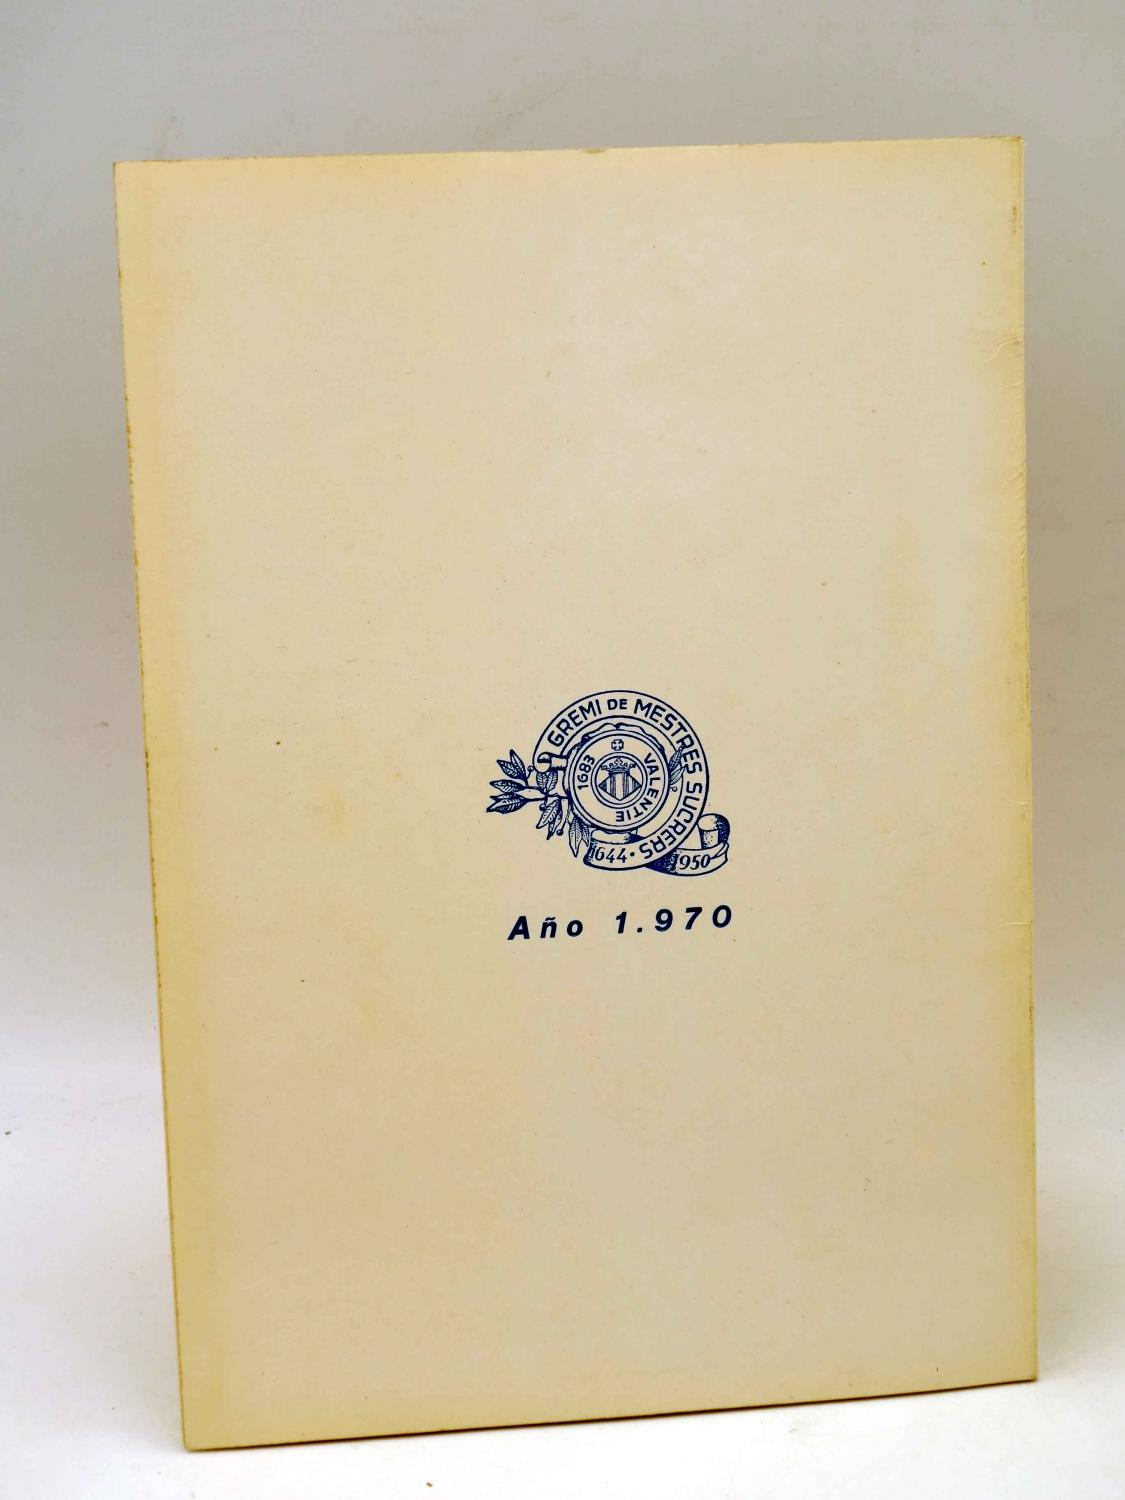 GREMI DE MESTRES SUCRERS
1683 VALENTIE
1644 · 1950
Año 1.970